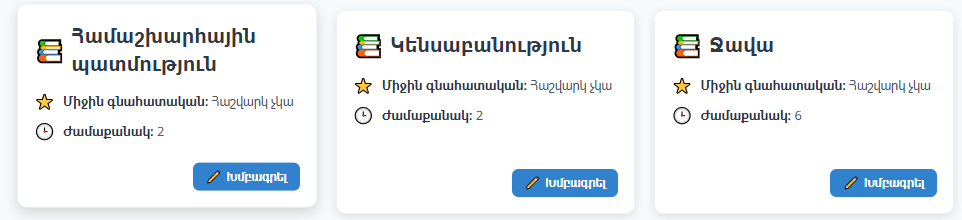 Համաշխարհային
պատմություն
Միջին գնահատական: Հաշվարկ չկա
Ժամաքանակ: 2
Խմբագրել
Կենսաբանություն
Միջին գնահատական: Հաշվարկ չկա
Ժամաքանակ: 2
Խմբագրել
Ջավա
Միջին գնահատական: Հաշվարկ չկա
Ժամաքանակ: 6
Խմբագրել